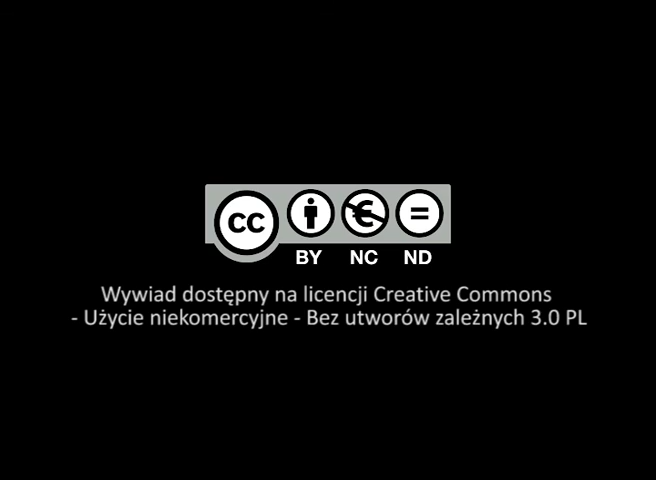 CC
BY NC ND
Wywiad dostępny na licencji Creative Commons
- Użycie niekomercyjne - Bez utworów zależnych 3.0 PL